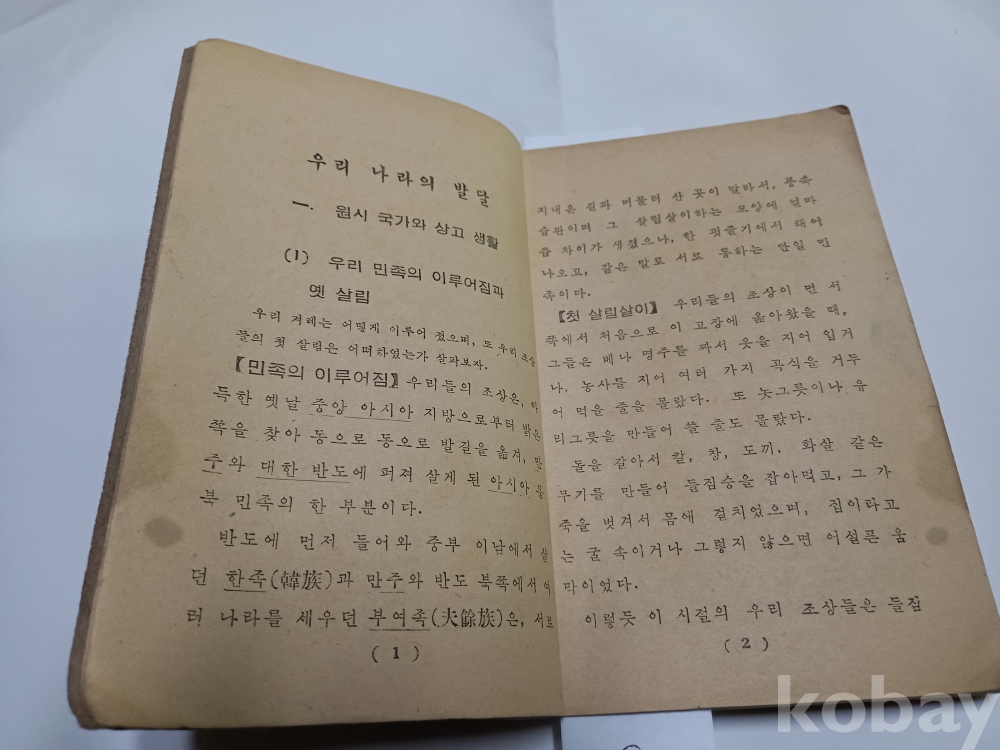 우리 나라의 발달
一. 원시 국가와 상고 생활
(1) 우리 민족의 이루어짐과
옛 살림
우리 겨레는 어떻게 이루어 졌으며, 또 우리 조상
들의 첫 살림은 어떠하였는가 살펴보자.
【민족의 이루어짐】 우리들의 조상은, 아
득한 옛날 중앙 아시아 지방으로부터 밝은
쪽을 찾아 동으로 동으로 발길을 옮겨, 만
주와 대한 반도에 퍼져 살게 된 아시아 동
북 민족의 한 부분이다.
반도에 먼저 들어와 중부 이남에서 살
던 한족(韓族)과 만주와 반도 북쪽에서 여
러 나라를 세우던 부여족(夫餘族)은, 서로
( 1 )
지내온 길과 머물러 산 곳이 달라서, 풍속
습관이며 그 살림살이하는 모양에 얼마
쯤 차이가 생겼으나, 한 핏줄기에서 태여
나오고, 같은 말로 서로 통하는 단일 민
족이다.
【첫 살림살이】 우리들의 조상이 먼 서
쪽에서 처음으로 이 고장에 옮아왔을 때,
그들은 베나 명주를 짜서 옷을 지어 입거
나, 농사를 지어 여러 가지 곡식을 거두
어 먹을 줄을 몰랐다. 또 놋그릇이나 유
리그릇을 만들어 쓸 줄도 몰랐다.
돌을 갈아서 칼, 창, 도끼, 화살 같은
무기를 만들어 들짐승을 잡아먹고, 그 가
죽을 벗겨서 몸에 걸치었으며, 집이라고
는 굴 속이거나 그렇지 않으면 어설픈 움
막이었다.
이렇듯 이 시절의 우리 조상들은 들짐
( 2 )
kobay